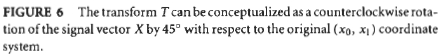 FIGURE 6 The transform T can be conceptualized as a counterclockwise rota-
tion of the signal vector X by 45° with respect to the original (x₀, x₁) coordinate
system.